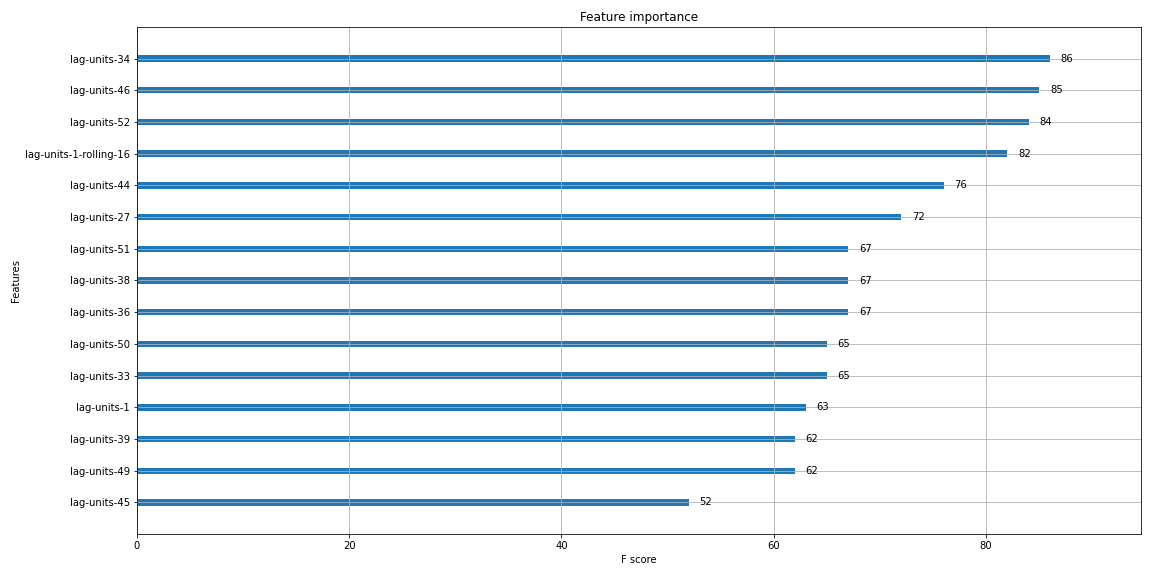 Feature importance
lag-units-34 86
lag-units-46 85
lag-units-52 84
lag-units-1-rolling-16 82
lag-units-44 76
lag-units-27 72
lag-units-51 67
lag-units-38 67
lag-units-36 67
lag-units-50 65
lag-units-33 65
lag-units-1 63
lag-units-39 62
lag-units-49 62
lag-units-45 52
Features
0 20 40 60 80
F score